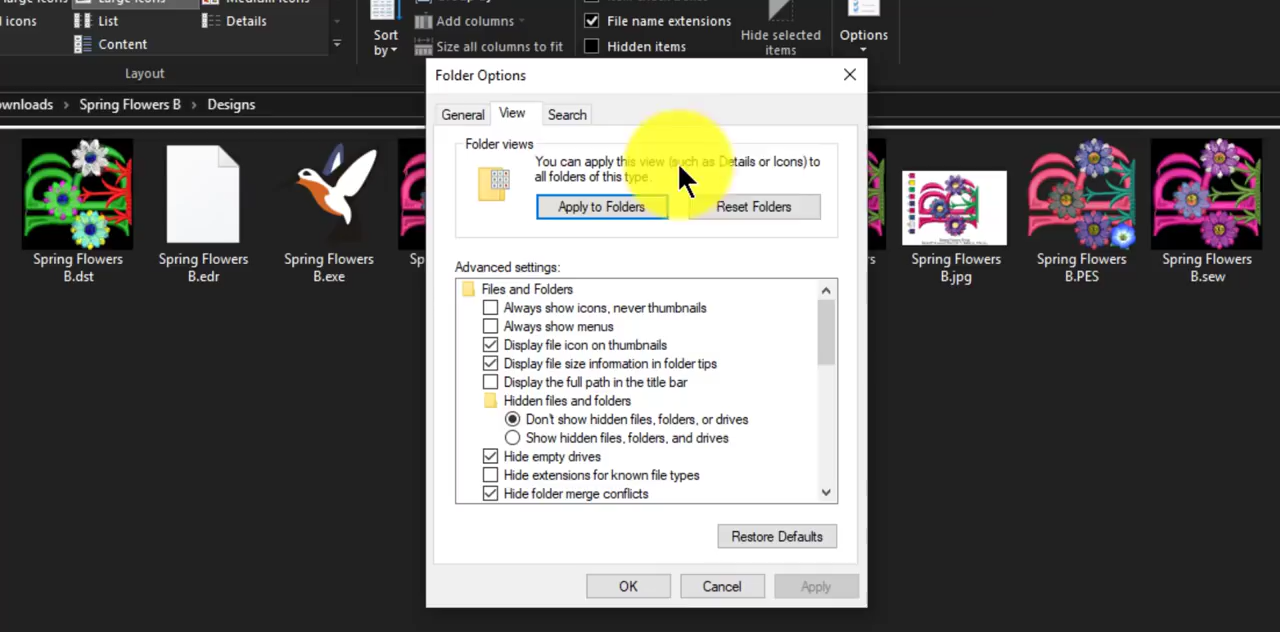 Large Icons
Medium Icons
icons
List
Details
Content
Layout
Sort
by
Add columns
Size all columns to fit
File name extensions
Hidden items
Hide selected
items
Options
Spring Flowers B
Designs
Folder Options
General
View
Search
Folder views
You can apply this view (such as Details or Icons) to
all folders of this type.
Apply to Folders
Reset Folders
Advanced settings:
Files and Folders
Always show icons, never thumbnails
Always show menus
Display file icon on thumbnails
Display file size information in folder tips
Display the full path in the title bar
Hidden files and folders
Don't show hidden files, folders, or drives
Show hidden files, folders, and drives
Hide empty drives
Hide extensions for known file types
Hide folder merge conflicts
Restore Defaults
OK
Cancel
Apply
Spring Flowers
B.dst
Spring Flowers
B.edr
Spring Flowers
B.exe
Spring Flowers
B.jpg
Spring Flowers
B.PES
Spring Flowers
B.sew